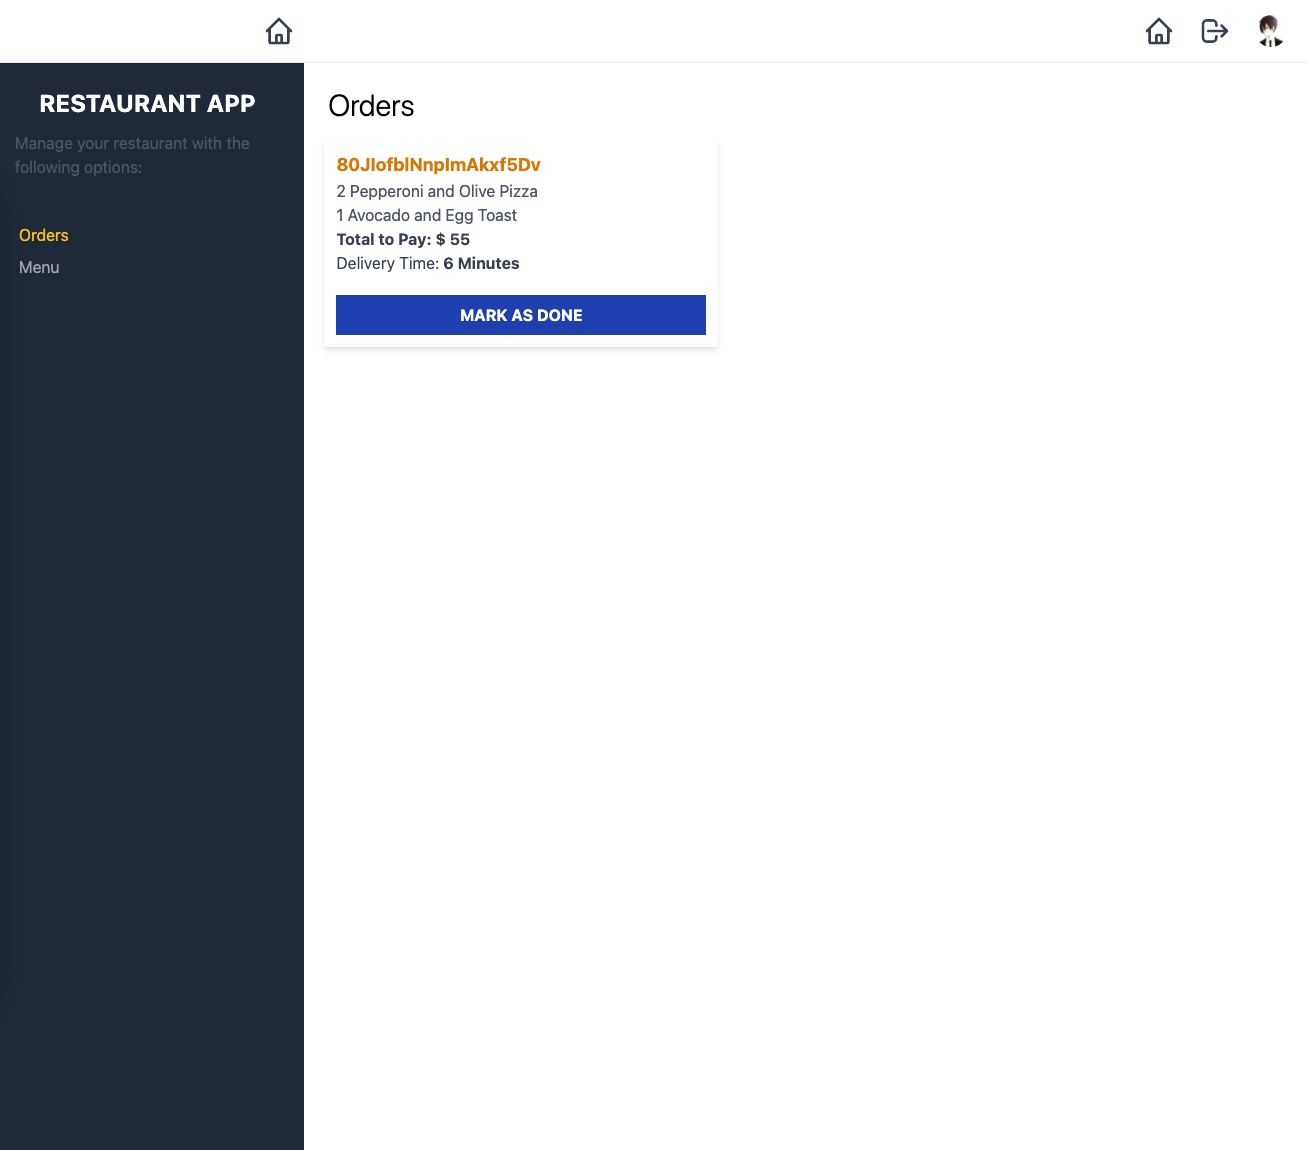 RESTAURANT APP
Manage your restaurant with the
following options:
Orders
Menu
Orders
80JIofblNnpImAkxf5Dv
2 Pepperoni and Olive Pizza
1 Avocado and Egg Toast
Total to Pay: $ 55
Delivery Time: 6 Minutes
MARK AS DONE